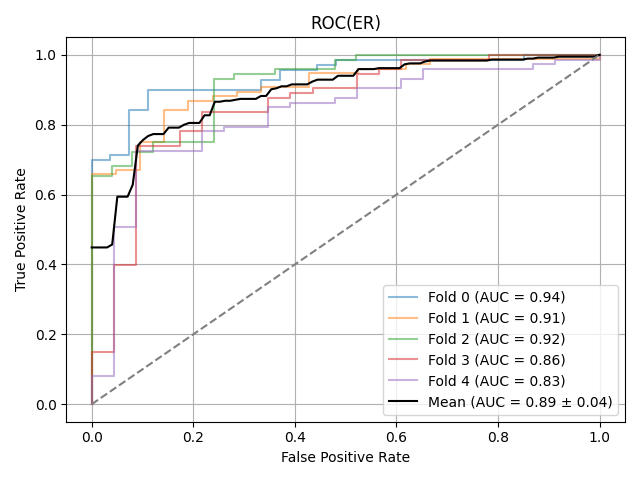 ROC(ER)
True Positive Rate
1.0
0.8
0.6
0.4
0.2
0.0
0.0 0.2 0.4 0.6 0.8 1.0
False Positive Rate
Fold 0 (AUC = 0.94)
Fold 1 (AUC = 0.91)
Fold 2 (AUC = 0.92)
Fold 3 (AUC = 0.86)
Fold 4 (AUC = 0.83)
Mean (AUC = 0.89 ± 0.04)